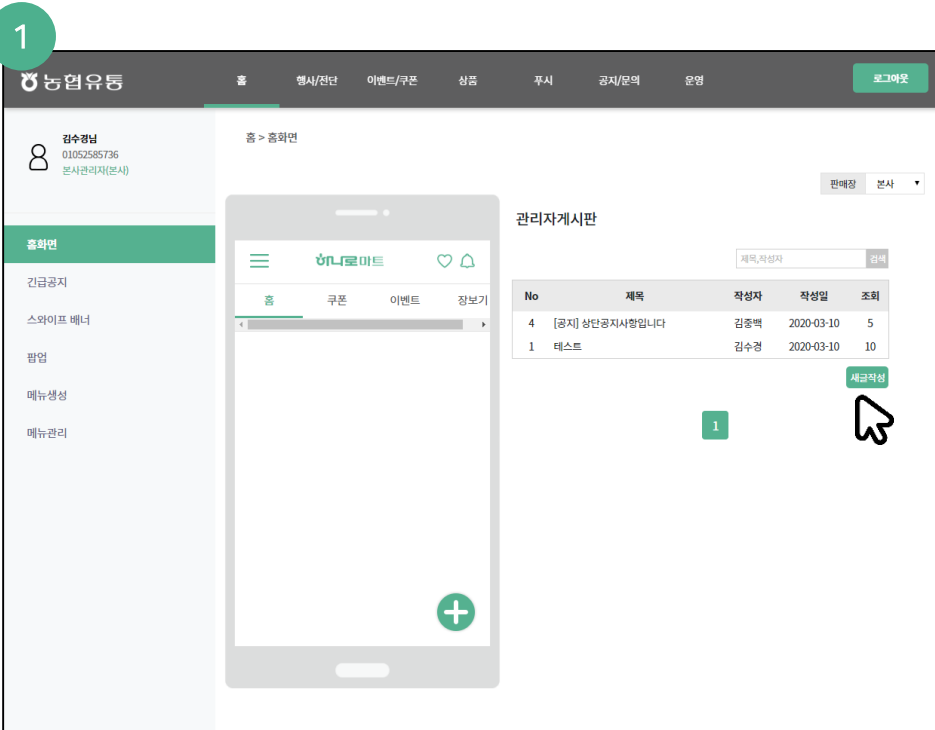 1
농협유통
홈 행사/전단 이벤트/쿠폰 상품 푸시 공지/문의 운영 로그아웃
김수경님
01052585736
본사관리자(본사)
홈 > 홈화면
판매장 본사
홈화면
긴급공지
스와이프 배너
팝업
메뉴생성
메뉴관리
하나로마트
홈 쿠폰 이벤트 장보기
관리자게시판
제목,작성자 검색
No 제목 작성자 작성일 조회
4 [공지] 상단공지사항입니다 김중백 2020-03-10 5
1 테스트 김수경 2020-03-10 10
새글작성
1